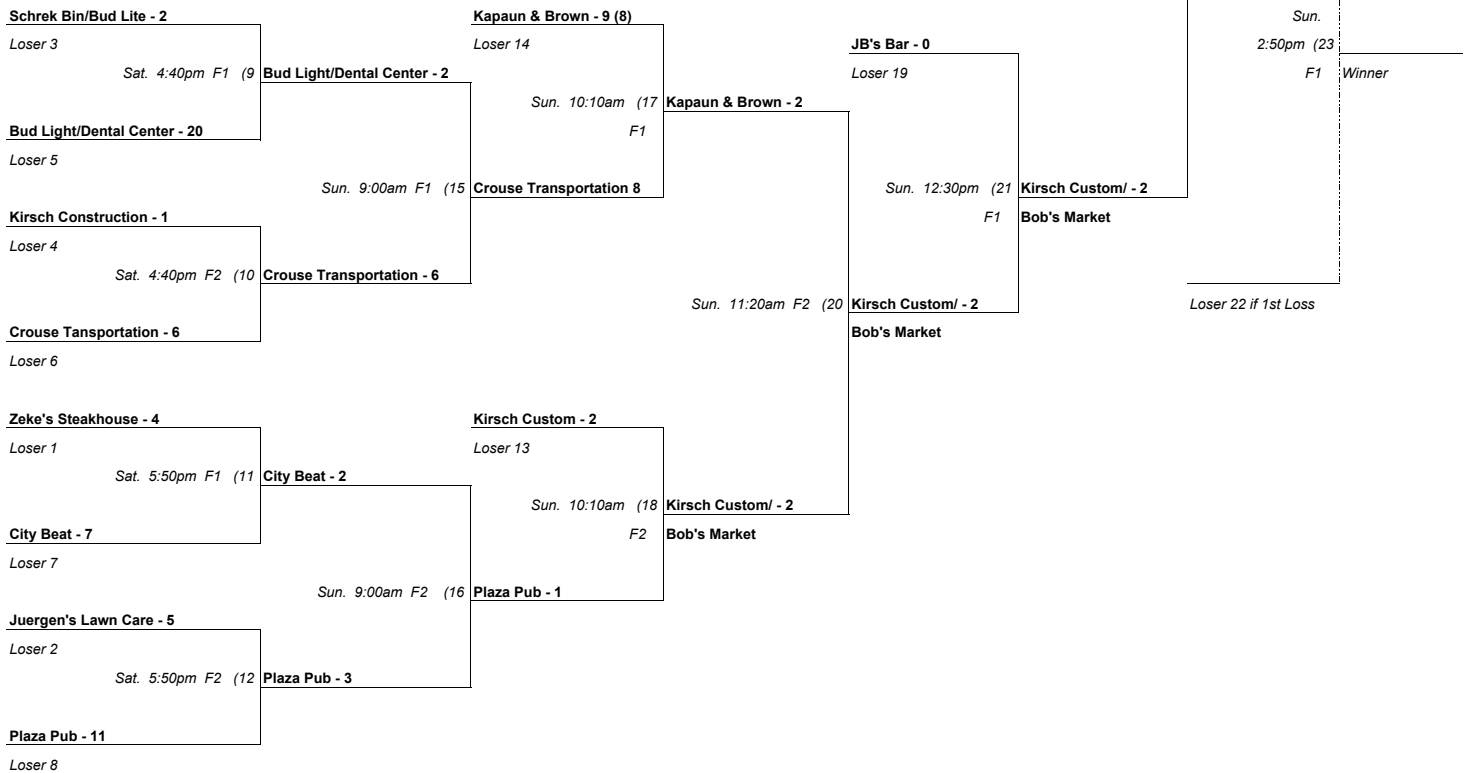 Schrek Bin/Bud Lite - 2
Kapaun & Brown - 9 (8)
Sun.
Loser 3
Loser 14
JB's Bar - 0
2:50pm (23
Sat. 4:40pm F1 (9
Bud Light/Dental Center - 2
Loser 19
F1
Winner
Sun. 10:10am (17
Kapaun & Brown - 2
Bud Light/Dental Center - 20
F1
Loser 5
Sun. 9:00am F1 (15
Crouse Transportation 8
Sun. 12:30pm (21
Kirsch Custom/ - 2
Kirsch Construction - 1
F1
Bob's Market
Loser 4
Sat. 4:40pm F2 (10
Crouse Transportation - 6
Sun. 11:20am F2 (20
Kirsch Custom/ - 2
Loser 22 if 1st Loss
Crouse Tansportation - 6
Bob's Market
Loser 6
Zeke's Steakhouse - 4
Kirsch Custom - 2
Loser 1
Loser 13
Sat. 5:50pm F1 (11
City Beat - 2
Sun. 10:10am (18
Kirsch Custom/ - 2
City Beat - 7
F2
Bob's Market
Loser 7
Sun. 9:00am F2 (16
Plaza Pub - 1
Juergen's Lawn Care - 5
Loser 2
Sat. 5:50pm F2 (12
Plaza Pub - 3
Plaza Pub - 11
Loser 8